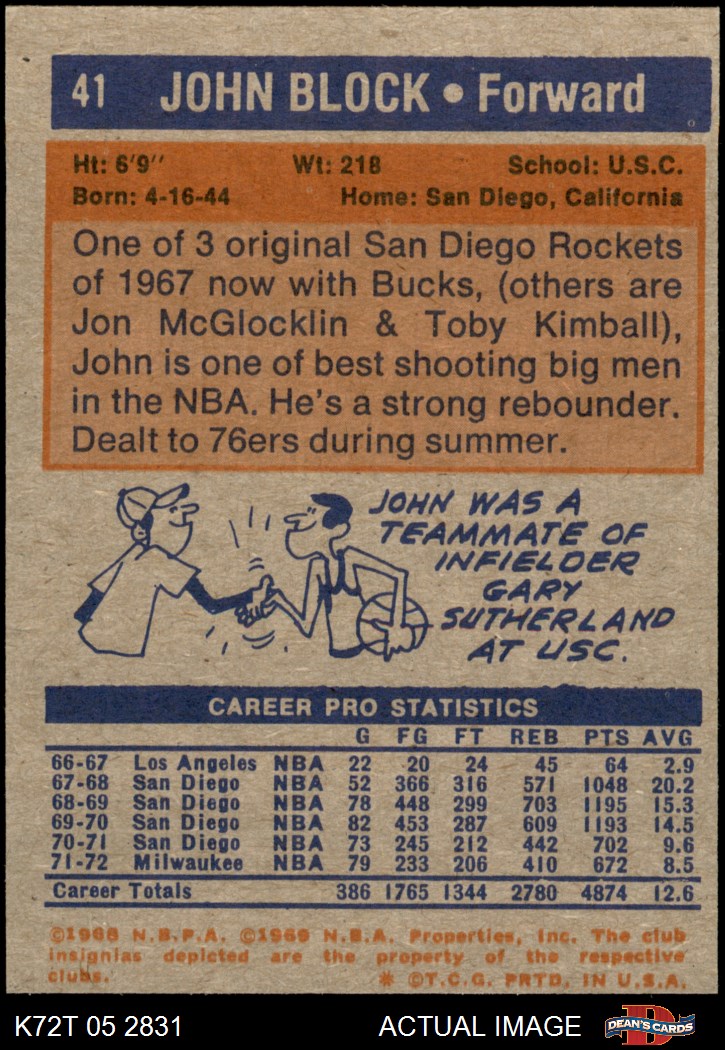 41 JOHN BLOCK • Forward
Ht: 6'9" Wt: 218 School: U.S.C.
Born: 4-16-44 Home: San Diego, California
One of 3 original San Diego Rockets
of 1967 now with Bucks, (others are
Jon McGlocklin & Toby Kimball),
John is one of best shooting big men
in the NBA. He's a strong rebounder.
Dealt to 76ers during summer.
JOHN WAS A
TEAMMATE OF
INFIELDER
GARY
SUTHERLAND
AT USC.
CAREER PRO STATISTICS
G FG FT REB PTS AVG
66-67 Los Angeles NBA 22 20 24 45 64 2.9
67-68 San Diego NBA 52 366 316 571 1048 20.2
68-69 San Diego NBA 78 448 299 703 1195 15.3
69-70 San Diego NBA 82 453 287 609 1193 14.5
70-71 San Diego NBA 73 245 212 442 702 9.6
71-72 Milwaukee NBA 79 233 206 410 672 8.5
Career Totals 386 1765 1344 2780 4874 12.6
©1968 N.B.P.A. ©1969 N.B.A. Properties, Inc. The club
insignias depicted are the property of the respective
clubs. * ©T.C.G. PRTD. IN U.S.A.
K72T 05 2831 ACTUAL IMAGE D DEAN'S CARDS